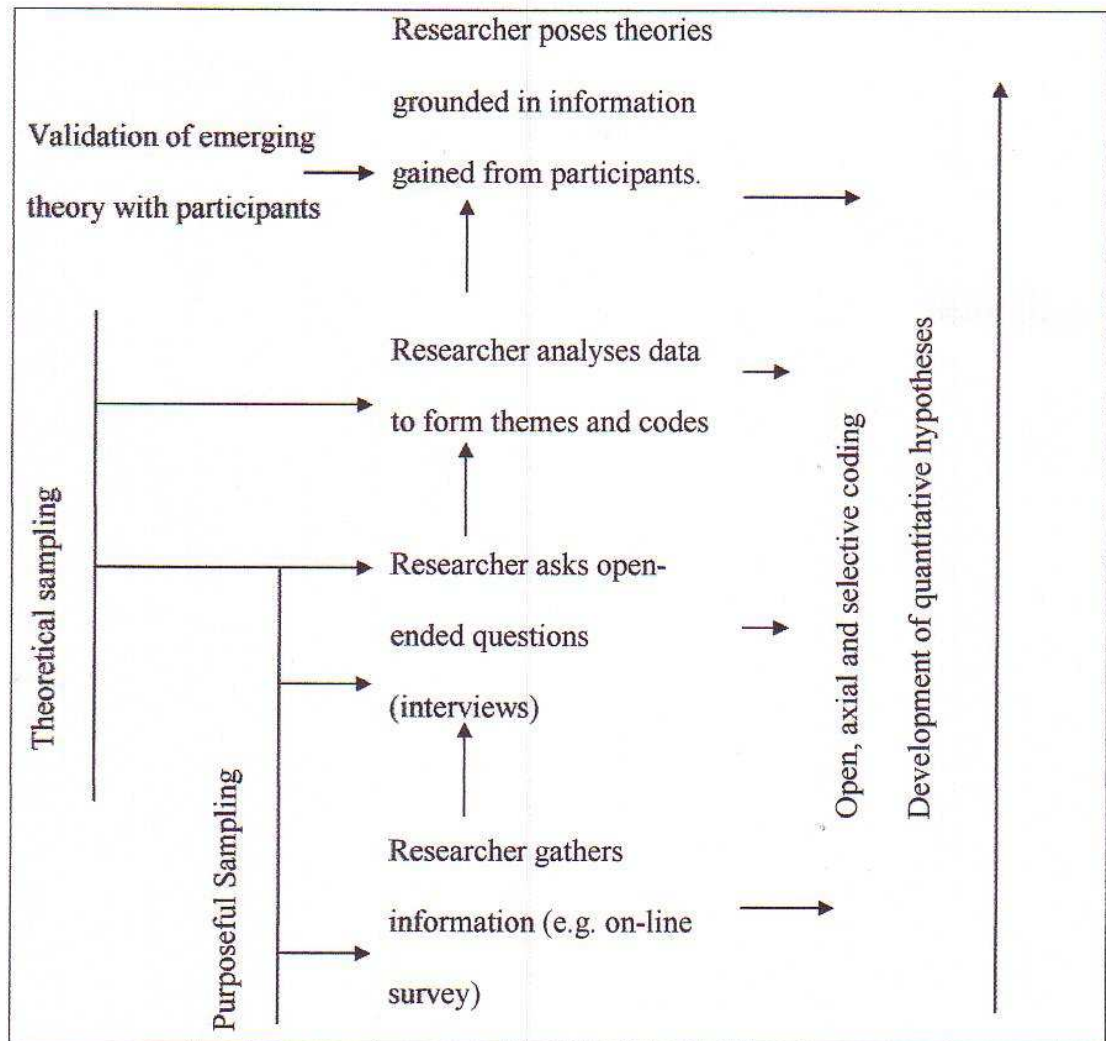 Researcher poses theories
grounded in information
gained from participants.
Validation of emerging
theory with participants
Researcher analyses data
to form themes and codes
Researcher asks open-
ended questions
(interviews)
Researcher gathers
information (e.g. on-line
survey)
Theoretical sampling
Purposeful Sampling
Open, axial and selective coding
Development of quantitative hypotheses